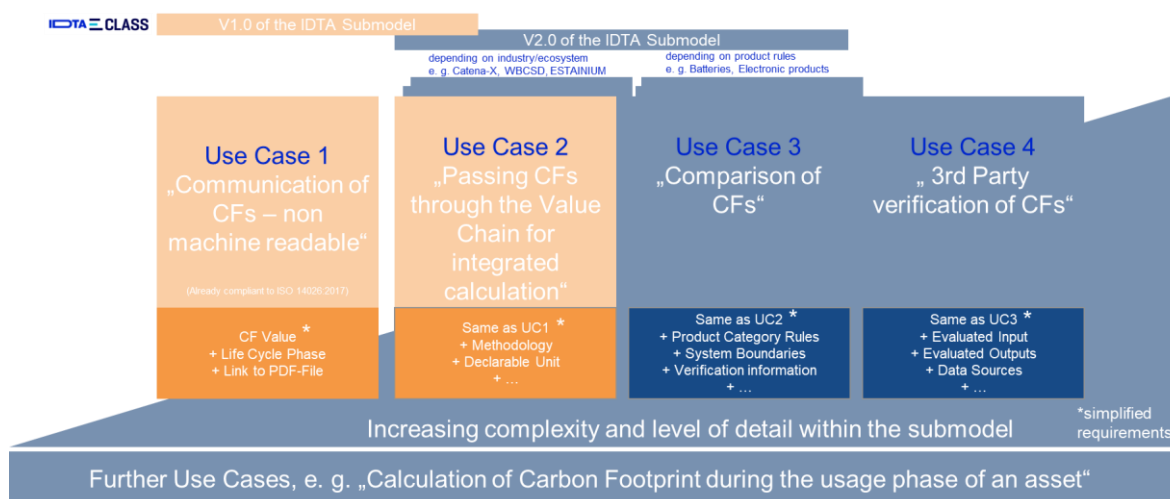 IDTA ECLASS
V1.0 of the IDTA Submodel
V2.0 of the IDTA Submodel
depending on industry/ecosystem
e. g. Catena-X, WBCSD, ESTAINIUM
depending on product rules
e. g. Batteries, Electronic products
Use Case 1
„Communication of
CFs – non
machine readable“
(Already compliant to ISO 14026:2017)
CF Value *
+ Life Cycle Phase
+ Link to PDF-File
Use Case 2
„Passing CFs
through the Value
Chain for
integrated
calculation“
Same as UC1 *
+ Methodology
+ Declarable Unit
+ …
Use Case 3
„Comparison of
CFs“
Same as UC2 *
+ Product Category Rules
+ System Boundaries
+ Verification information
+ …
Use Case 4
„ 3rd Party
verification of CFs“
Same as UC3 *
+ Evaluated Input
+ Evaluated Outputs
+ Data Sources
+ …
Increasing complexity and level of detail within the submodel
*simplified
requirements
Further Use Cases, e. g. „Calculation of Carbon Footprint during the usage phase of an asset“